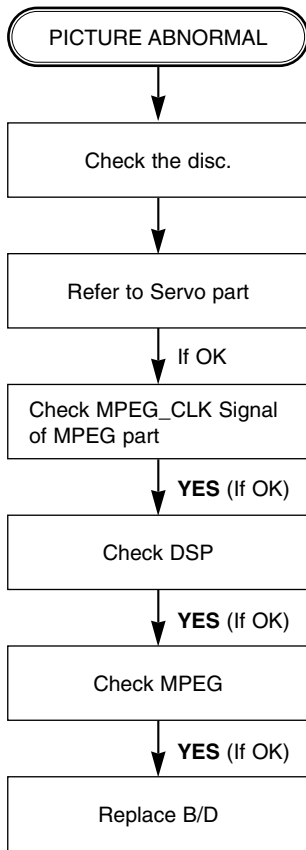 PICTURE ABNORMAL
Check the disc.
Refer to Servo part
If OK
Check MPEG_CLK Signal
of MPEG part
YES (If OK)
Check DSP
YES (If OK)
Check MPEG
YES (If OK)
Replace B/D